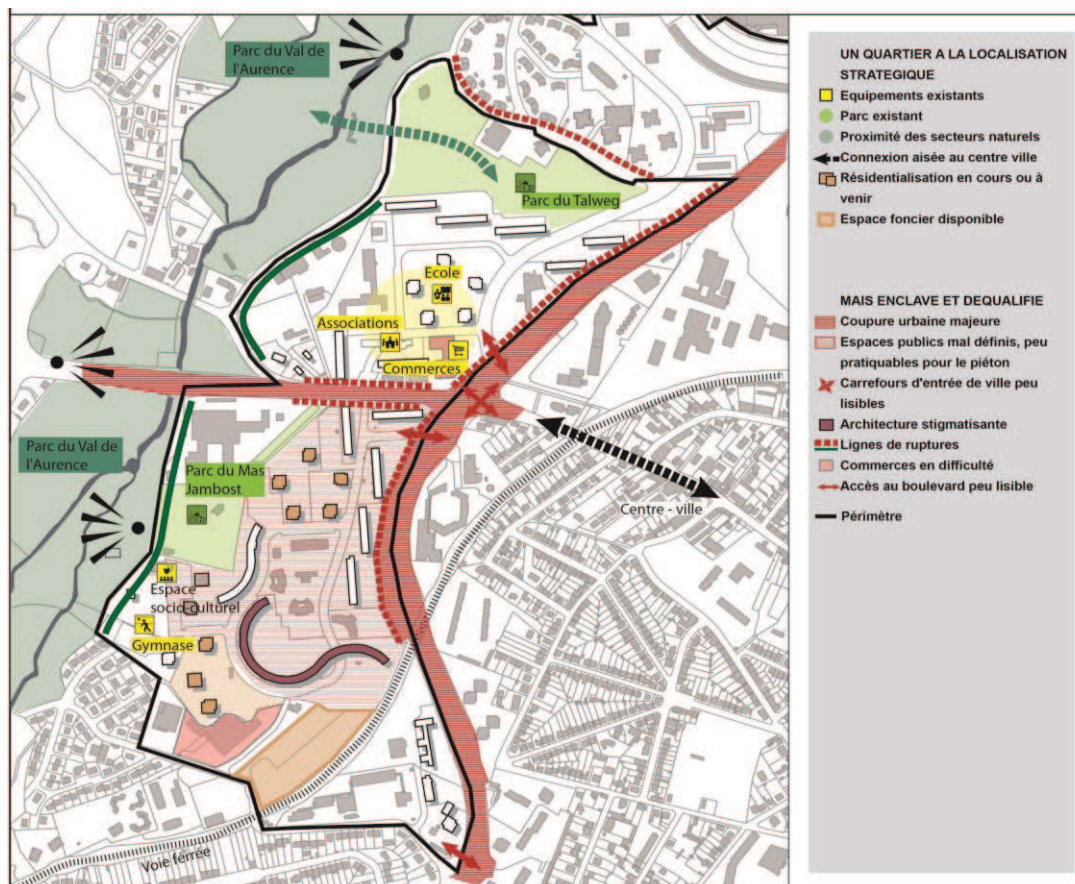 Parc du Val de
l'Aurence
Parc du Talweg
Ecole
Associations
Commerces
Parc du Val de
l'Aurence
Parc du Mas
Jambost
Centre - ville
Espace
socio-culturel
Gymnase
Voie ferrée
UN QUARTIER A LA LOCALISATION
STRATEGIQUE
Equipements existants
Parc existant
Proximité des secteurs naturels
Connexion aisée au centre ville
Résidentialisation en cours ou à
venir
Espace foncier disponible
MAIS ENCLAVE ET DEQUALIFIE
Coupure urbaine majeure
Espaces publics mal définis, peu
pratiquables pour le piéton
Carrefours d'entrée de ville peu
lisibles
Architecture stigmatisante
Lignes de ruptures
Commerces en difficulté
Accès au boulevard peu lisible
Périmètre